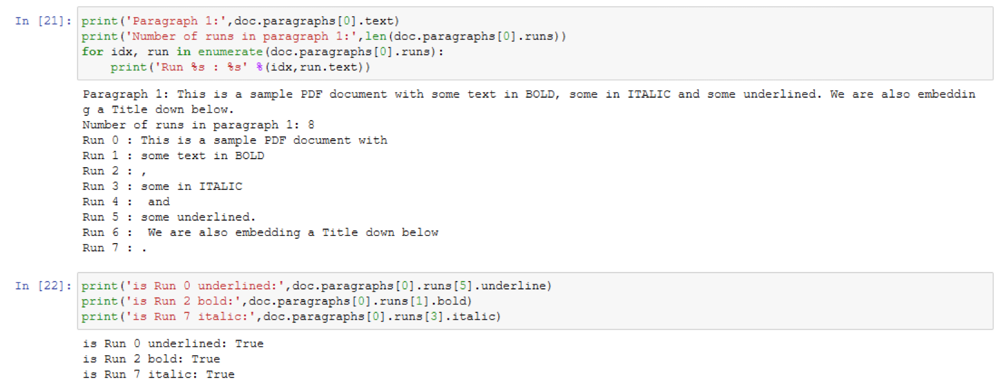 In [21]: print('Paragraph 1:',doc.paragraphs[0].text)
print('Number of runs in paragraph 1:',len(doc.paragraphs[0].runs))
for idx, run in enumerate(doc.paragraphs[0].runs):
    print('Run %s : %s' %(idx,run.text))
Paragraph 1: This is a sample PDF document with some text in BOLD, some in ITALIC and some underlined. We are also embeddin
g a Title down below.
Number of runs in paragraph 1: 8
Run 0 : This is a sample PDF document with
Run 1 : some text in BOLD
Run 2 : ,
Run 3 : some in ITALIC
Run 4 :  and
Run 5 : some underlined.
Run 6 :  We are also embedding a Title down below
Run 7 : .
In [22]: print('is Run 0 underlined:',doc.paragraphs[0].runs[5].underline)
print('is Run 2 bold:',doc.paragraphs[0].runs[1].bold)
print('is Run 7 italic:',doc.paragraphs[0].runs[3].italic)
is Run 0 underlined: True
is Run 2 bold: True
is Run 7 italic: True